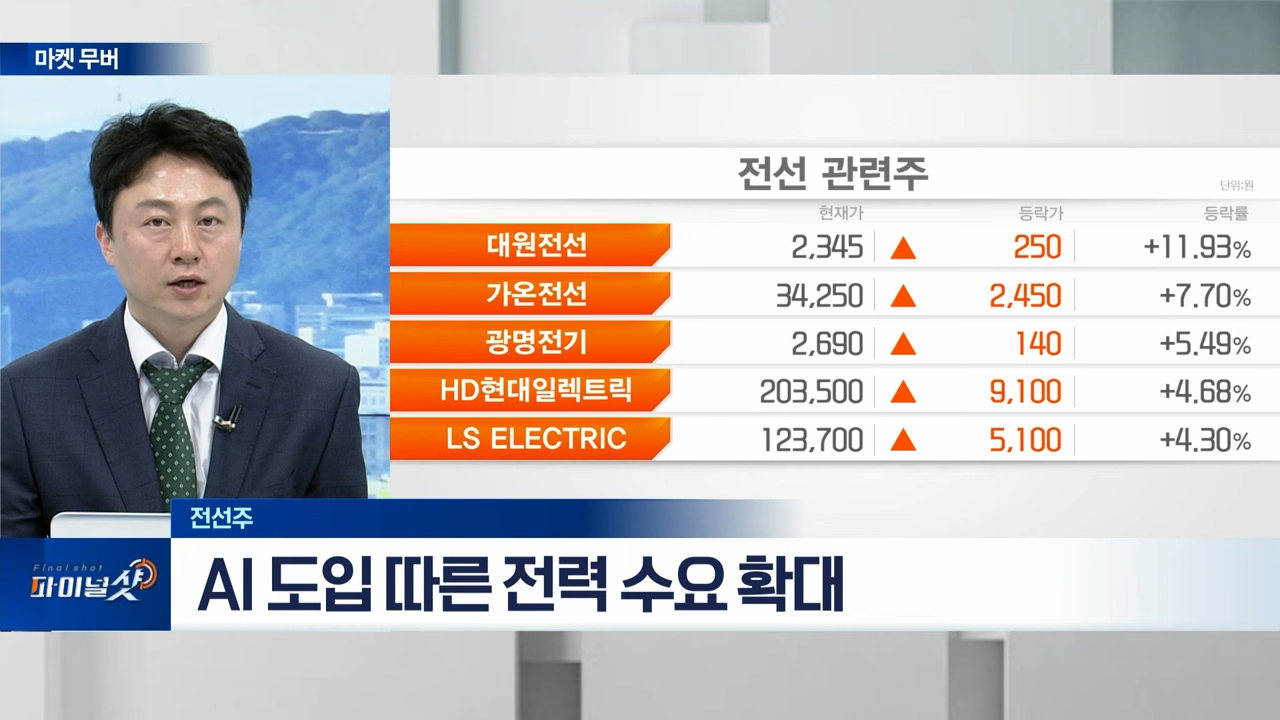 마켓 무버
전선 관련주
단위:원
현재가 등락가 등락률
대원전선 2,345 ▲ 250 +11.93%
가온전선 34,250 ▲ 2,450 +7.70%
광명전기 2,690 ▲ 140 +5.49%
HD현대일렉트릭 203,500 ▲ 9,100 +4.68%
LS ELECTRIC 123,700 ▲ 5,100 +4.30%
전선주
Final shot
파이널샷
AI 도입 따른 전력 수요 확대